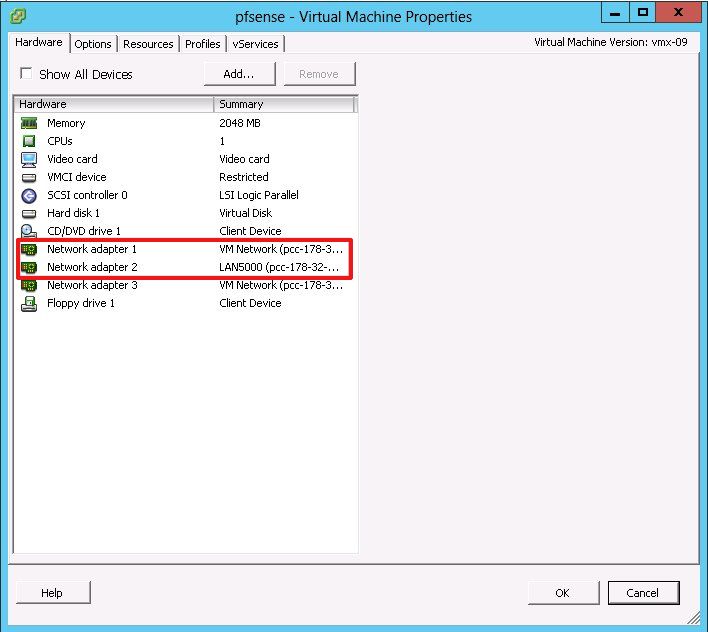 pfsense - Virtual Machine Properties
Hardware Options Resources Profiles vServices Virtual Machine Version: vmx-09
Show All Devices Add... Remove
Hardware Summary
Memory 2048 MB
CPUs 1
Video card Video card
VMCI device Restricted
SCSI controller 0 LSI Logic Parallel
Hard disk 1 Virtual Disk
CD/DVD drive 1 Client Device
Network adapter 1 VM Network (pcc-178-3...
Network adapter 2 LAN5000 (pcc-178-32-...
Network adapter 3 VM Network (pcc-178-3...
Floppy drive 1 Client Device
Help OK Cancel